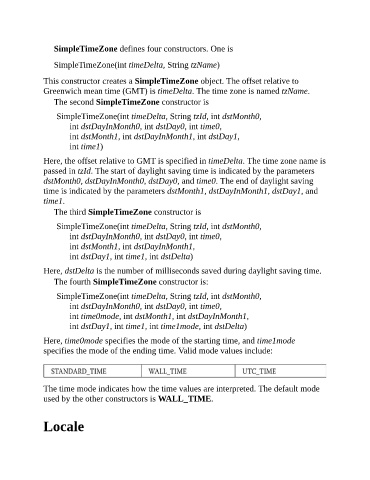 SimpleTimeZone defines four constructors. One is
SimpleTimeZone(int timeDelta, String tzName)
This constructor creates a SimpleTimeZone object. The offset relative to
Greenwich mean time (GMT) is timeDelta. The time zone is named tzName.
The second SimpleTimeZone constructor is
SimpleTimeZone(int timeDelta, String tzId, int dstMonth0,
int dstDayInMonth0, int dstDay0, int time0,
int dstMonth1, int dstDayInMonth1, int dstDay1,
int time1)
Here, the offset relative to GMT is specified in timeDelta. The time zone name is
passed in tzId. The start of daylight saving time is indicated by the parameters
dstMonth0, dstDayInMonth0, dstDay0, and time0. The end of daylight saving
time is indicated by the parameters dstMonth1, dstDayInMonth1, dstDay1, and
time1.
The third SimpleTimeZone constructor is
SimpleTimeZone(int timeDelta, String tzId, int dstMonth0,
int dstDayInMonth0, int dstDay0, int time0,
int dstMonth1, int dstDayInMonth1,
int dstDay1, int time1, int dstDelta)
Here, dstDelta is the number of milliseconds saved during daylight saving time.
The fourth SimpleTimeZone constructor is:
SimpleTimeZone(int timeDelta, String tzId, int dstMonth0,
int dstDayInMonth0, int dstDay0, int time0,
int time0mode, int dstMonth1, int dstDayInMonth1,
int dstDay1, int time1, int time1mode, int dstDelta)
Here, time0mode specifies the mode of the starting time, and time1mode
specifies the mode of the ending time. Valid mode values include:
STANDARD_TIME WALL_TIME UTC_TIME
The time mode indicates how the time values are interpreted. The default mode
used by the other constructors is WALL_TIME.
Locale